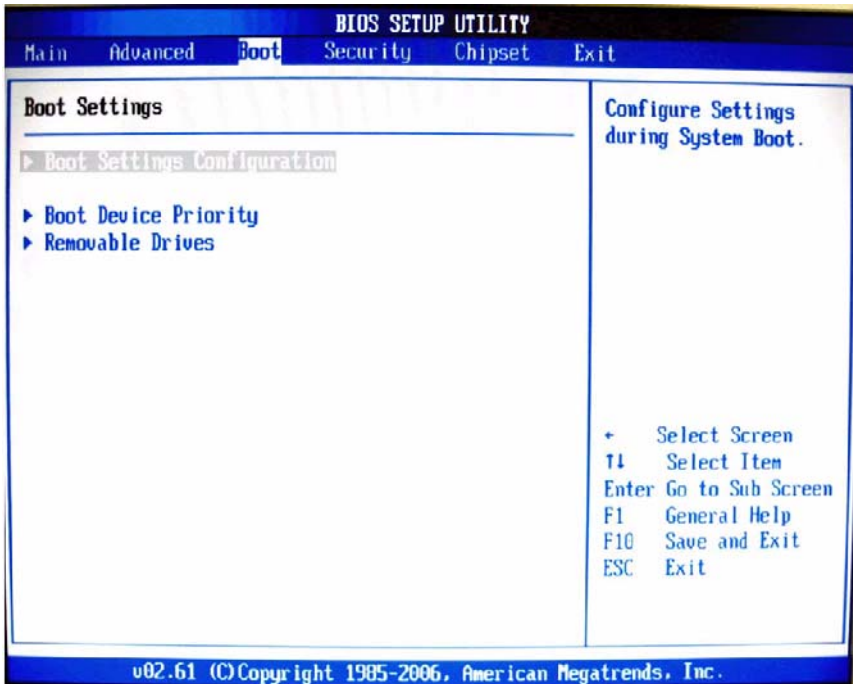 BIOS SETUP UTILITY
Main Advanced Boot Security Chipset Exit
Boot Settings
▶ Boot Settings Configuration
▶ Boot Device Priority
▶ Removable Drives
Configure Settings
during System Boot.
← Select Screen
↑↓ Select Item
Enter Go to Sub Screen
F1 General Help
F10 Save and Exit
ESC Exit
v02.61 (C)Copyright 1985-2006, American Megatrends, Inc.